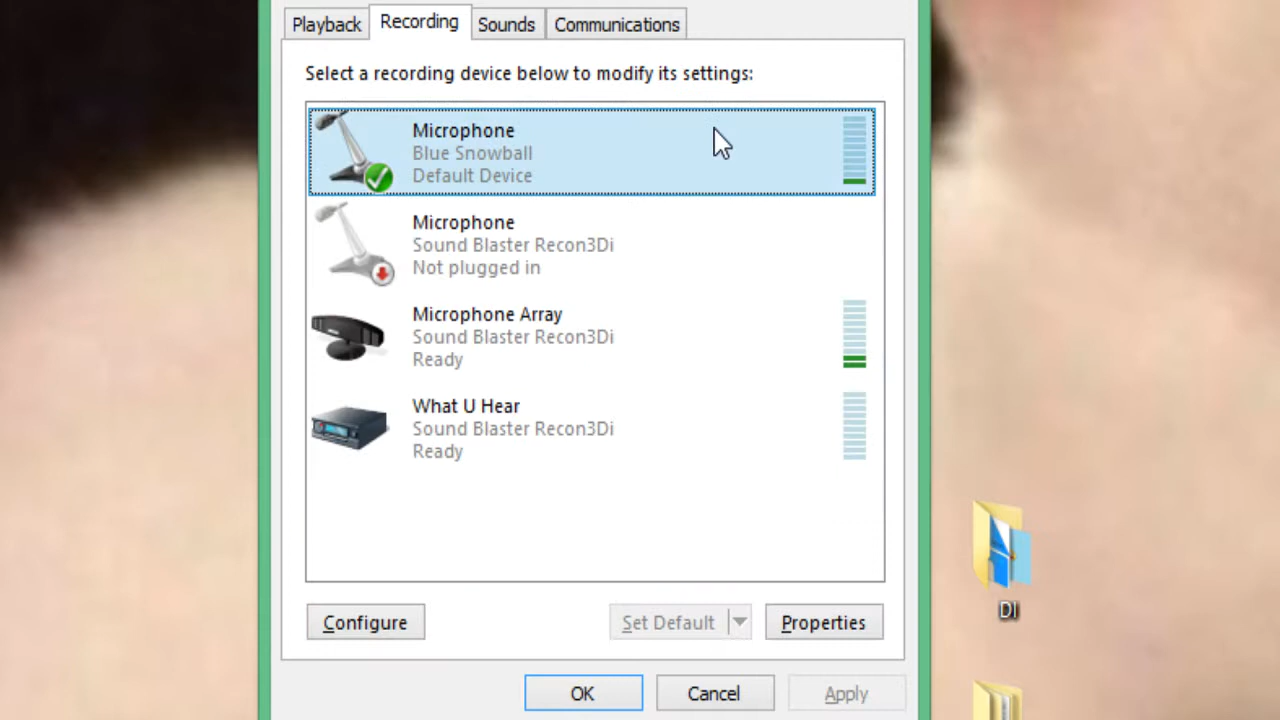 Playback Recording Sounds Communications
Select a recording device below to modify its settings:
Microphone
Blue Snowball
Default Device
Microphone
Sound Blaster Recon3Di
Not plugged in
Microphone Array
Sound Blaster Recon3Di
Ready
What U Hear
Sound Blaster Recon3Di
Ready
Configure Set Default Properties
DI
OK Cancel Apply